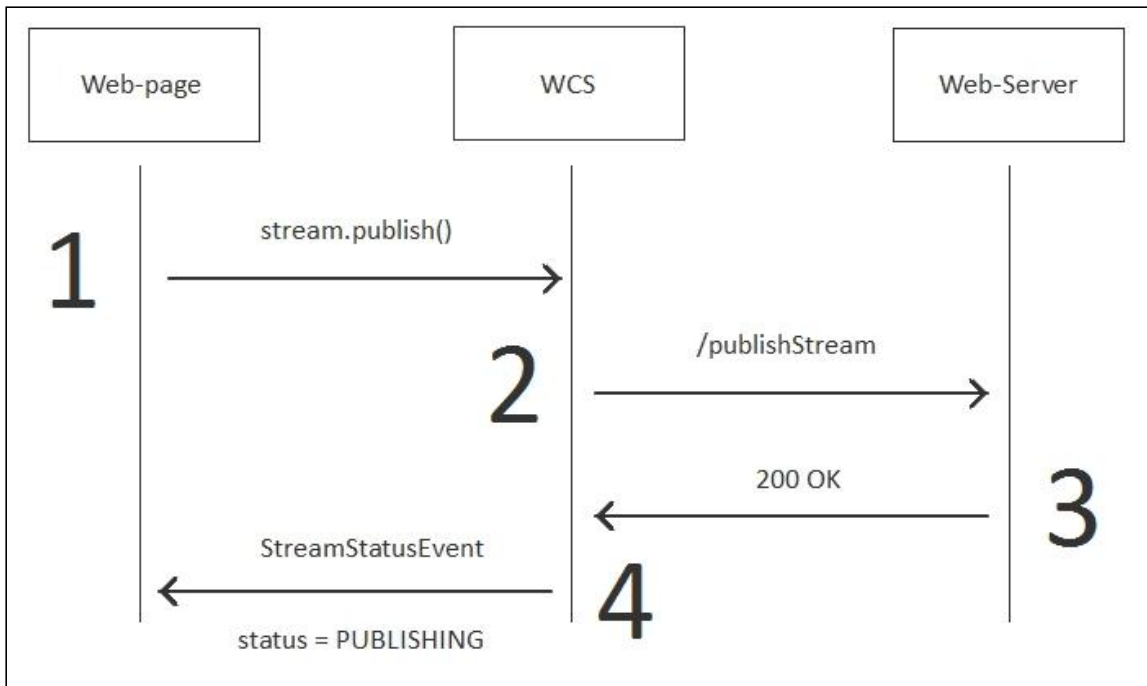 Web-page
WCS
Web-Server
1
stream.publish()
2
/publishStream
200 OK
3
StreamStatusEvent
4
status = PUBLISHING